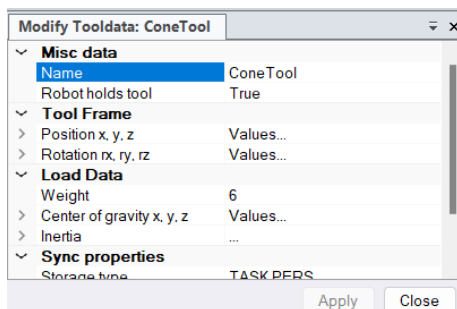 Modify Tooldata: ConeTool
Misc data
Name ConeTool
Robot holds tool True
Tool Frame
Position x, y, z Values...
Rotation rx, ry, rz Values...
Load Data
Weight 6
Center of gravity x, y, z Values...
Inertia ...
Sync properties
Storage type TASK PERS
Apply Close